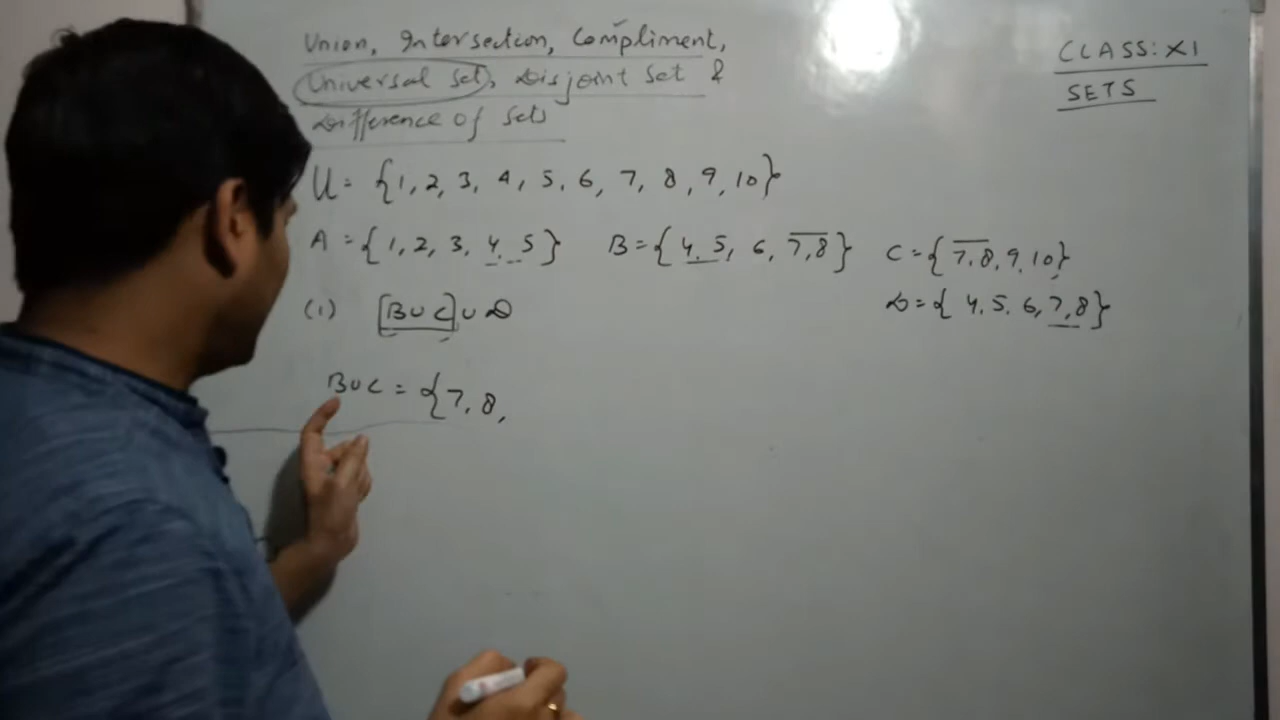 Union, Intersection, Compliment,
Universal Set, Disjoint Set &
Difference of Sets
CLASS: XI
SETS
U = {1, 2, 3, 4, 5, 6, 7, 8, 9, 10}
A = {1, 2, 3, 4, 5} B = {4, 5, 6, 7, 8} C = {7, 8, 9, 10}
D = {4, 5, 6, 7, 8}
(1) [B ∪ C] ∪ D
B ∪ C = {7, 8,